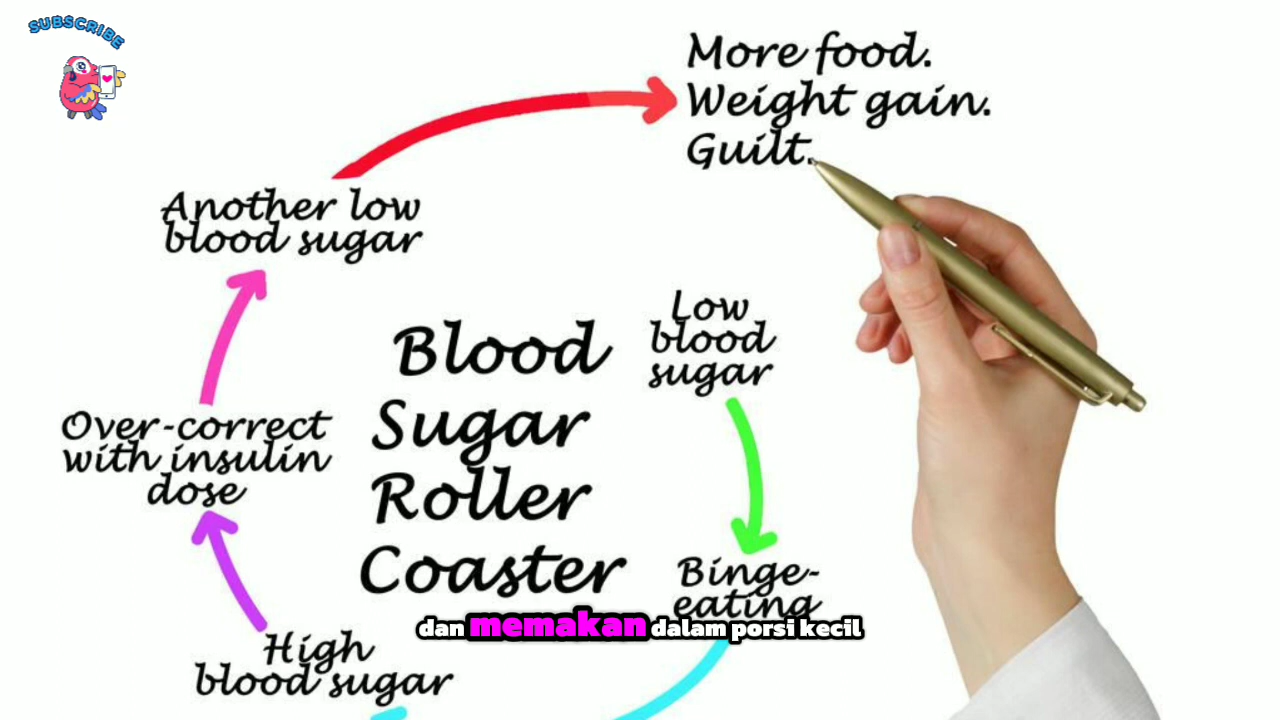 SUBSCRIBE
More food.
Weight gain.
Guilt.
Another low
blood sugar
Low
blood
sugar
Blood
Sugar
Roller
Coaster
Over-correct
with insulin
dose
Binge-
eating
dan memakan dalam porsi kecil
High
blood sugar